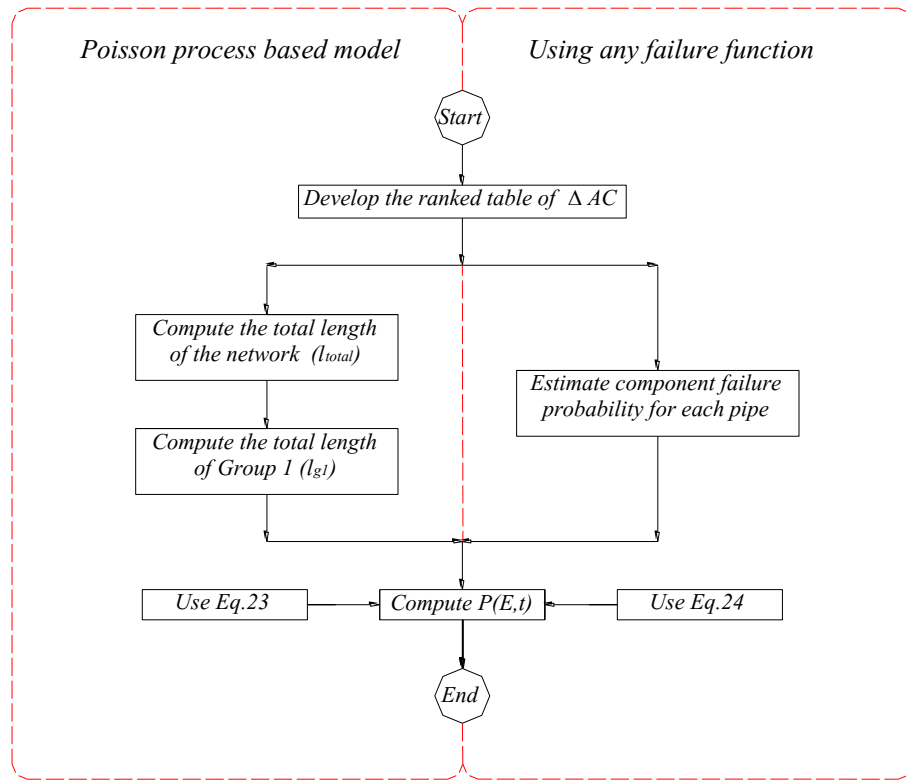 Poisson process based model
Using any failure function
Start
Develop the ranked table of Δ AC
Compute the total length
of the network (ltotal)
Estimate component failure
probability for each pipe
Compute the total length
of Group 1 (lg1)
Use Eq.23
Compute P(E,t)
Use Eq.24
End